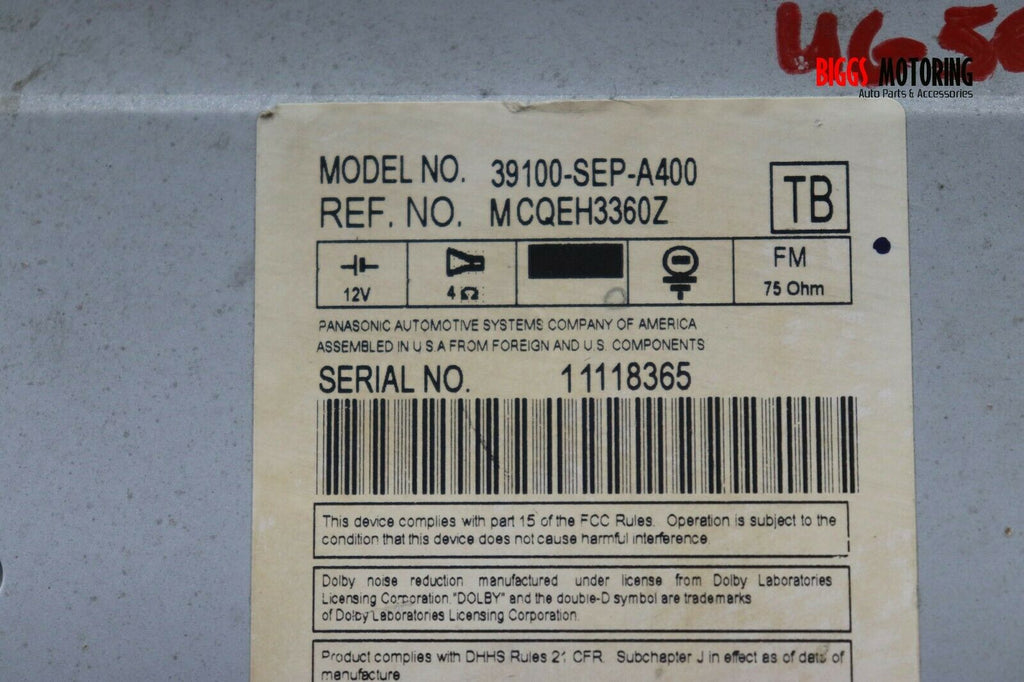 UG50
BIGGS MOTORING
Auto Parts & Accessories
MODEL NO. 39100-SEP-A400
REF. NO. MCQEH3360Z
TB
12V
4 Ω
FM
75 Ohm
PANASONIC AUTOMOTIVE SYSTEMS COMPANY OF AMERICA
ASSEMBLED IN U.S.A FROM FOREIGN AND U.S. COMPONENTS
SERIAL NO. 11118365
This device complies with part 15 of the FCC Rules. Operation is subject to the
condition that this device does not cause harmful interference.
Dolby noise reduction manufactured under license from Dolby Laboratories
Licensing Corporation. "DOLBY" and the double-D symbol are trademarks
of Dolby Laboratories Licensing Corporation.
Product complies with DHHS Rules 21 CFR. Subchapter J in effect as of date of
manufacture